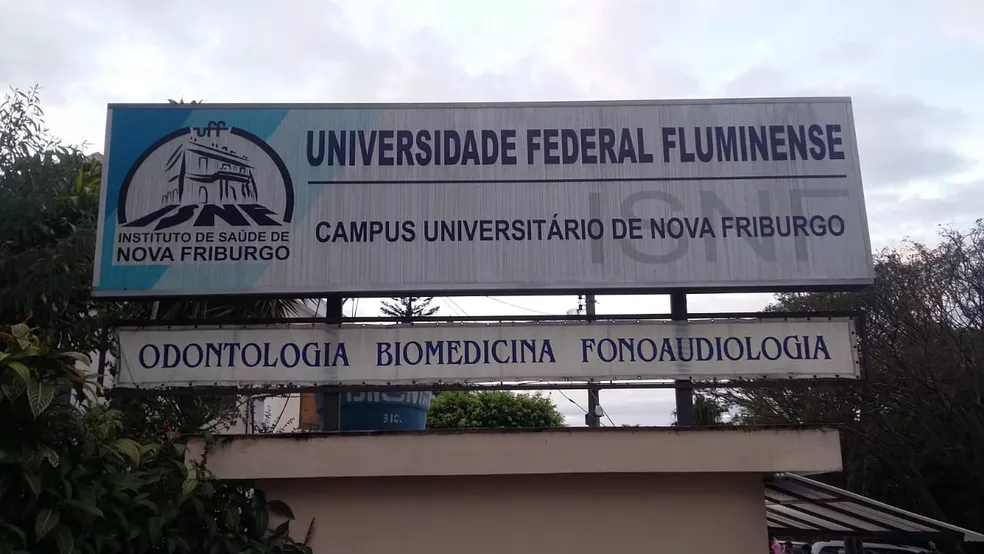 uff
ISNF
INSTITUTO DE SAÚDE DE
NOVA FRIBURGO
UNIVERSIDADE FEDERAL FLUMINENSE
ISNF
CAMPUS UNIVERSITÁRIO DE NOVA FRIBURGO
ODONTOLOGIA BIOMEDICINA FONOAUDIOLOGIA
310.